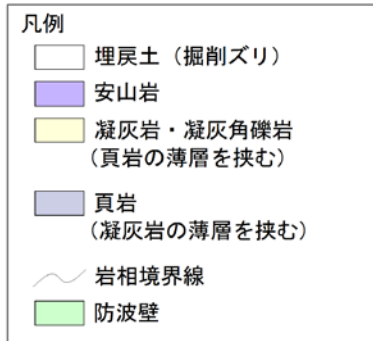 凡例
埋戻土（掘削ズリ）
安山岩
凝灰岩・凝灰角礫岩
（頁岩の薄層を挟む）
頁岩
（凝灰岩の薄層を挟む）
岩相境界線
防波壁